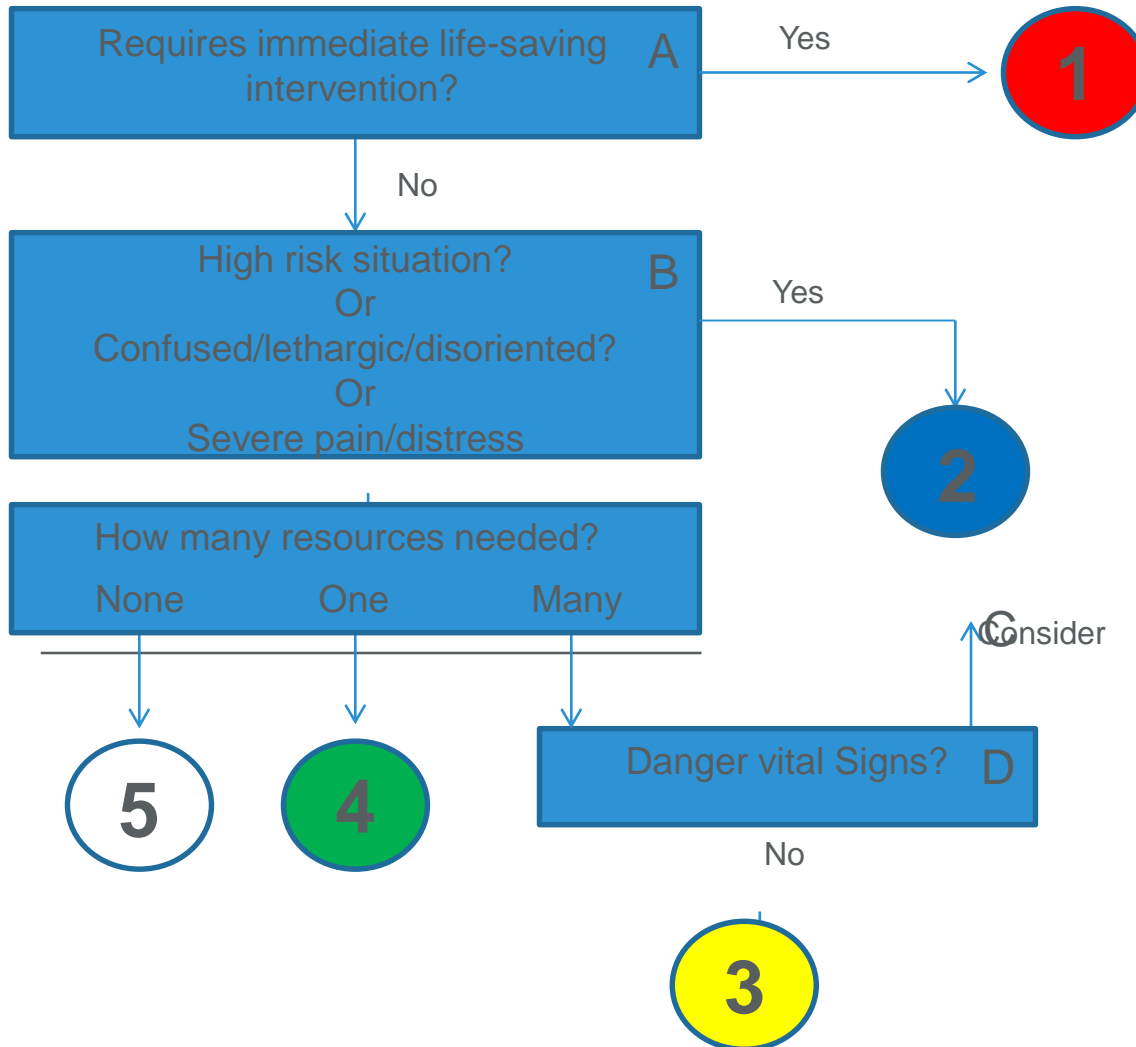 Requires immediate life-saving
intervention?
A
Yes
1
No
High risk situation?
Or
Confused/lethargic/disoriented?
Or
Severe pain/distress
B
Yes
2
How many resources needed?
None One Many
C
Consider
5
4
Danger vital Signs?
D
No
3